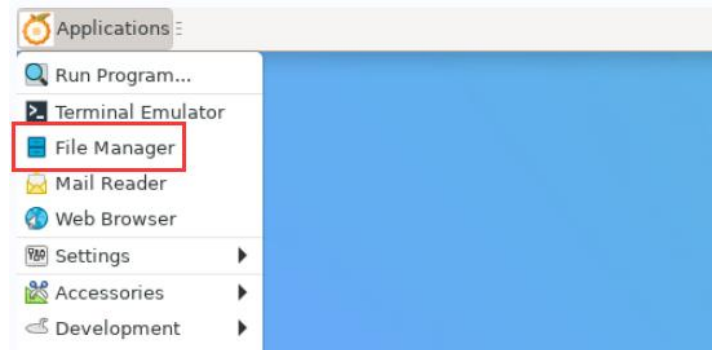 Applications
Run Program...
Terminal Emulator
File Manager
Mail Reader
Web Browser
Settings
Accessories
Development